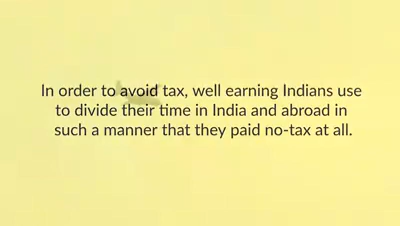 In order to avoid tax, well earning Indians use
to divide their time in India and abroad in
such a manner that they paid no-tax at all.